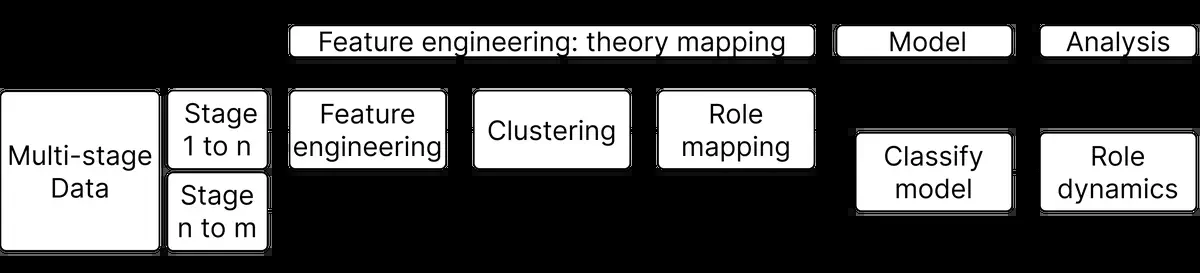 Feature engineering: theory mapping
Model
Analysis
Multi-stage
Data
Stage
1 to n
Stage
n to m
Feature
engineering
Clustering
Role
mapping
Classify
model
Role
dynamics